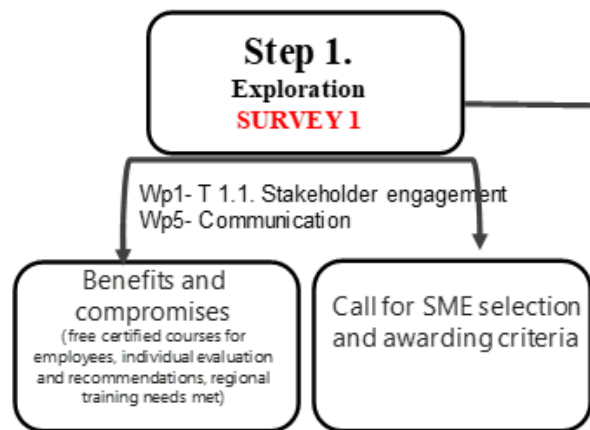 Step 1.
Exploration
SURVEY 1
Wp1- T 1.1. Stakeholder engagement
Wp5- Communication
Benefits and
compromises
(free certified courses for
employees, individual evaluation
and recommendations, regional
training needs met)
Call for SME selection
and awarding criteria